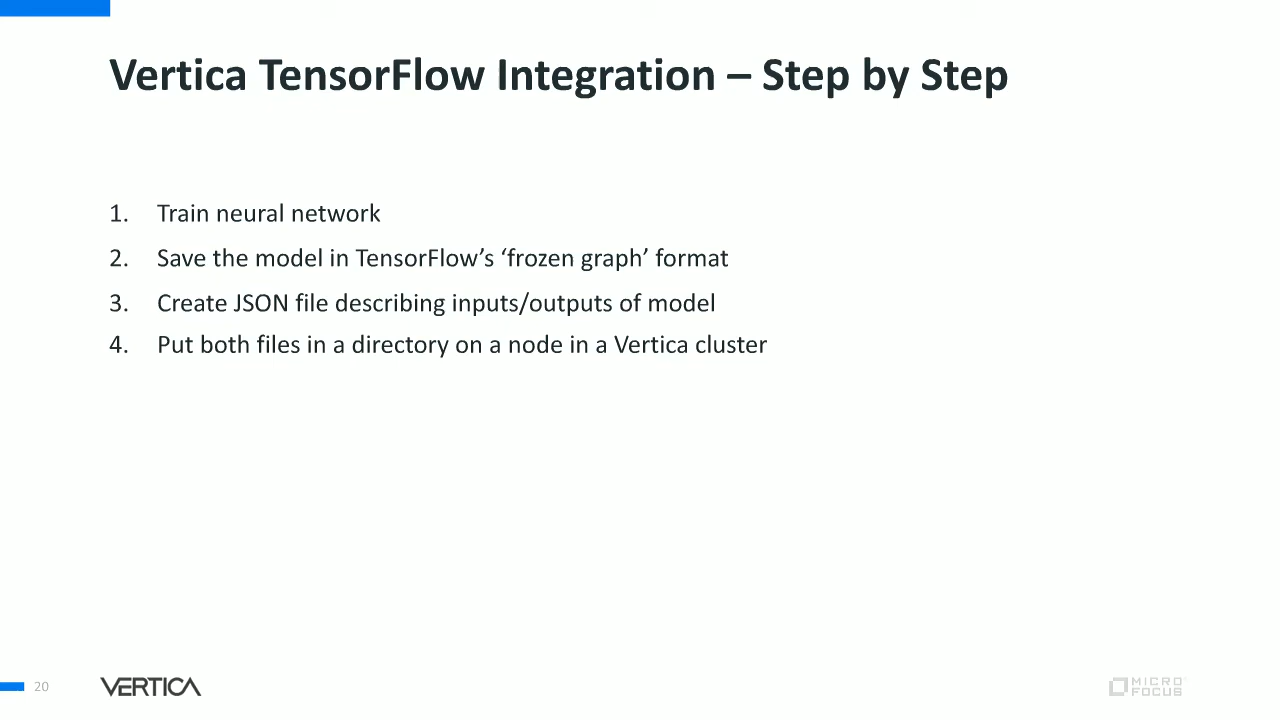 Vertica TensorFlow Integration – Step by Step
1. Train neural network
2. Save the model in TensorFlow’s ‘frozen graph’ format
3. Create JSON file describing inputs/outputs of model
4. Put both files in a directory on a node in a Vertica cluster
20
VERTICA
MICRO
FOCUS